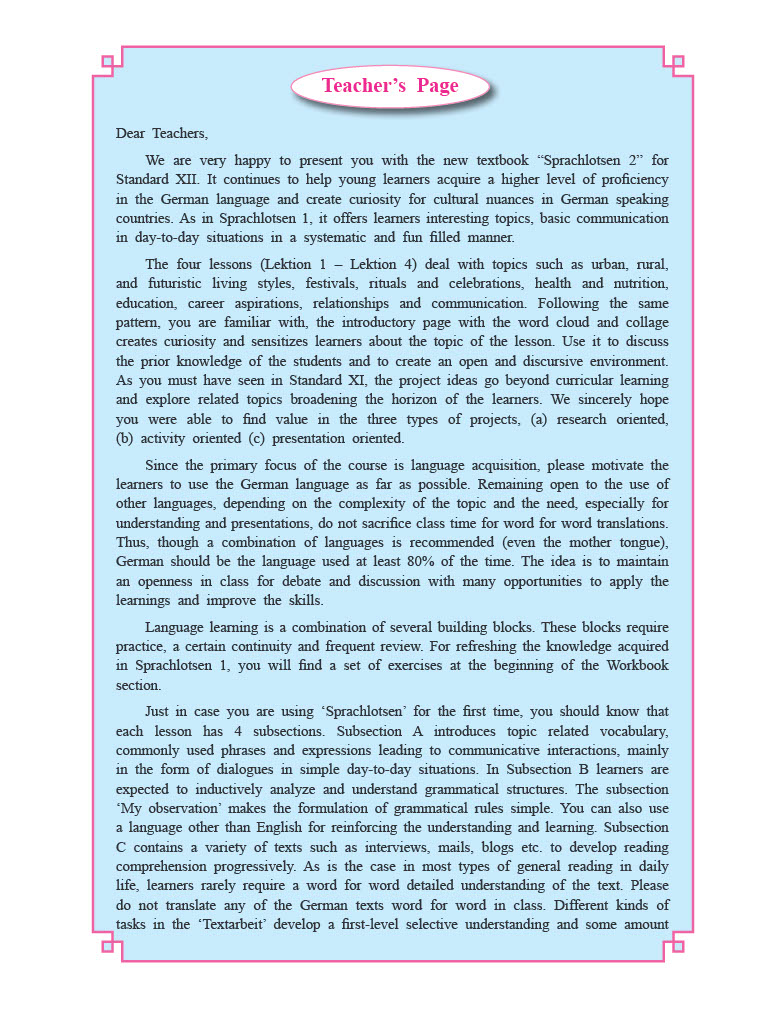 Teacher's Page
Dear Teachers,
We are very happy to present you with the new textbook “Sprachlotsen 2” for
Standard XII. It continues to help young learners acquire a higher level of proficiency
in the German language and create curiosity for cultural nuances in German speaking
countries. As in Sprachlotsen 1, it offers learners interesting topics, basic communication
in day-to-day situations in a systematic and fun filled manner.
The four lessons (Lektion 1 – Lektion 4) deal with topics such as urban, rural,
and futuristic living styles, festivals, rituals and celebrations, health and nutrition,
education, career aspirations, relationships and communication. Following the same
pattern, you are familiar with, the introductory page with the word cloud and collage
creates curiosity and sensitizes learners about the topic of the lesson. Use it to discuss
the prior knowledge of the students and to create an open and discursive environment.
As you must have seen in Standard XI, the project ideas go beyond curricular learning
and explore related topics broadening the horizon of the learners. We sincerely hope
you were able to find value in the three types of projects, (a) research oriented,
(b) activity oriented (c) presentation oriented.
Since the primary focus of the course is language acquisition, please motivate the
learners to use the German language as far as possible. Remaining open to the use of
other languages, depending on the complexity of the topic and the need, especially for
understanding and presentations, do not sacrifice class time for word for word translations.
Thus, though a combination of languages is recommended (even the mother tongue),
German should be the language used at least 80% of the time. The idea is to maintain
an openness in class for debate and discussion with many opportunities to apply the
learnings and improve the skills.
Language learning is a combination of several building blocks. These blocks require
practice, a certain continuity and frequent review. For refreshing the knowledge acquired
in Sprachlotsen 1, you will find a set of exercises at the beginning of the Workbook
section.
Just in case you are using ‘Sprachlotsen’ for the first time, you should know that
each lesson has 4 subsections. Subsection A introduces topic related vocabulary,
commonly used phrases and expressions leading to communicative interactions, mainly
in the form of dialogues in simple day-to-day situations. In Subsection B learners are
expected to inductively analyze and understand grammatical structures. The subsection
‘My observation’ makes the formulation of grammatical rules simple. You can also use
a language other than English for reinforcing the understanding and learning. Subsection
C contains a variety of texts such as interviews, mails, blogs etc. to develop reading
comprehension progressively. As is the case in most types of general reading in daily
life, learners rarely require a word for word detailed understanding of the text. Please
do not translate any of the German texts word for word in class. Different kinds of
tasks in the ‘Textarbeit’ develop a first-level selective understanding and some amount